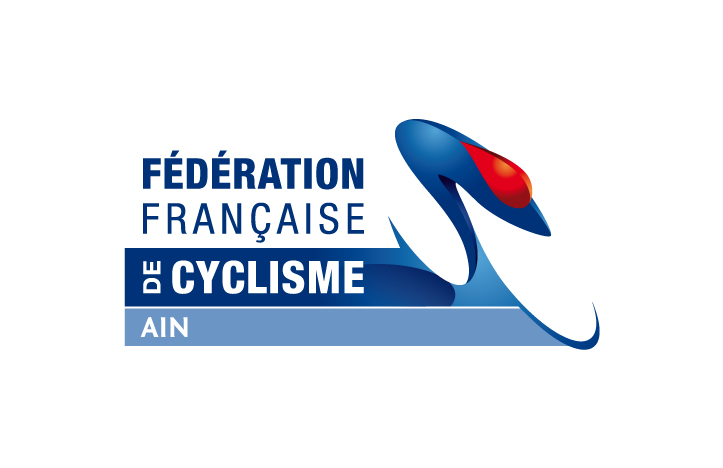 FÉDÉRATION
FRANÇAISE
DE CYCLISME
AIN